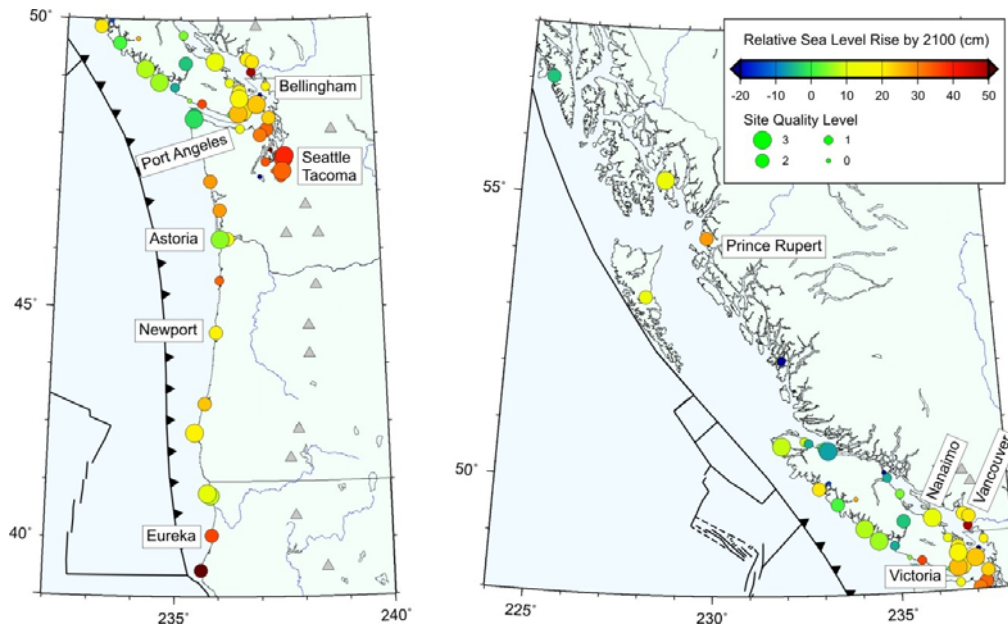 50°
45°
40°
235°
240°
Bellingham
Port Angeles
Seattle
Tacoma
Astoria
Newport
Eureka
Relative Sea Level Rise by 2100 (cm)
-20 -10 0 10 20 30 40 50
Site Quality Level
3 1
2 0
55°
50°
225°
230°
235°
Prince Rupert
Nanaimo
Vancouver
Victoria